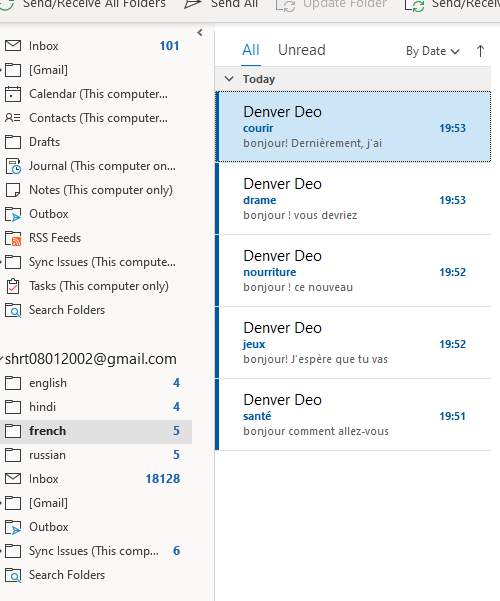 Send/Receive All Folders
Send All
Update Folder
Send/Recei
Inbox 101
[Gmail]
Calendar (This computer...
Contacts (This computer...
Drafts
Journal (This computer on...
Notes (This computer only)
Outbox
RSS Feeds
Sync Issues (This compute...
Tasks (This computer only)
Search Folders
shrt08012002@gmail.com
english 4
hindi 4
french 5
russian 5
Inbox 18128
[Gmail]
Outbox
Sync Issues (This comp... 6
Search Folders
All Unread By Date
Today
Denver Deo
courir 19:53
bonjour! Dernièrement, j'ai
Denver Deo
drame 19:53
bonjour ! vous devriez
Denver Deo
nourriture 19:52
bonjour ! ce nouveau
Denver Deo
jeux 19:52
bonjour! J'espère que tu vas
Denver Deo
santé 19:51
bonjour comment allez-vous